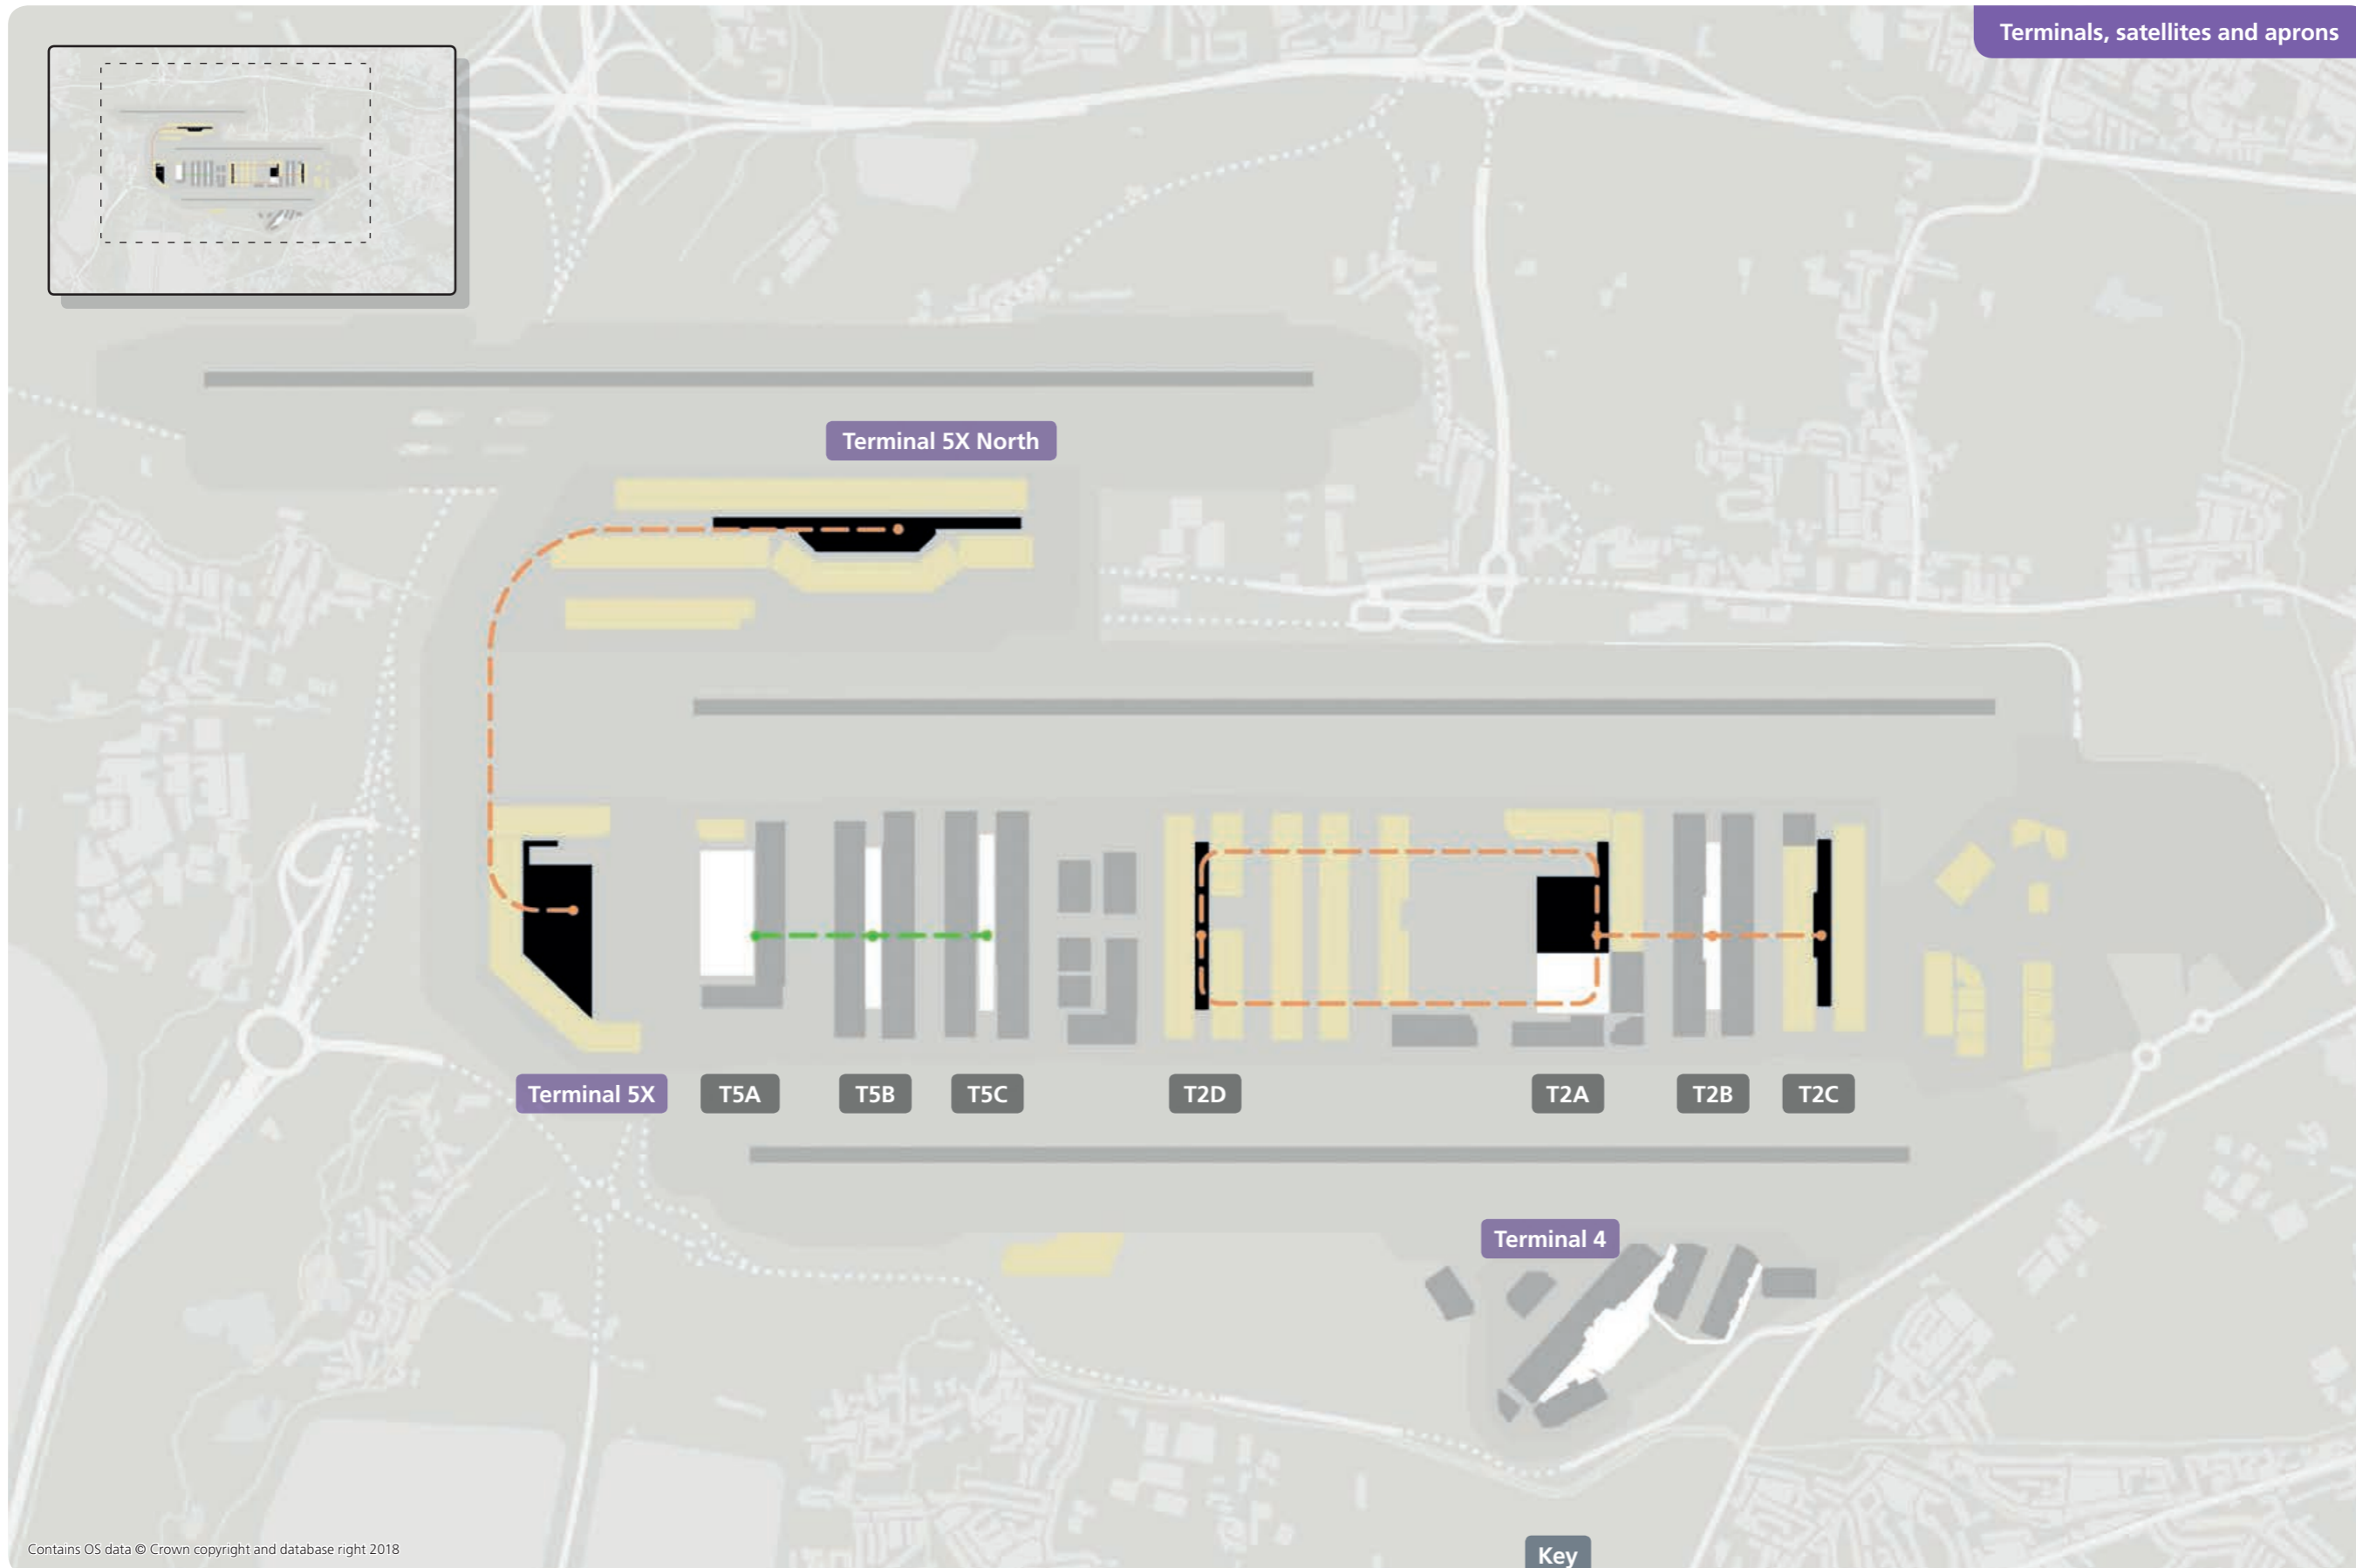 Terminals, satellites and aprons
Terminal 5X North
Terminal 5X
T5A
T5B
T5C
T2D
T2A
T2B
T2C
Terminal 4
Contains OS data © Crown copyright and database right 2018
Key